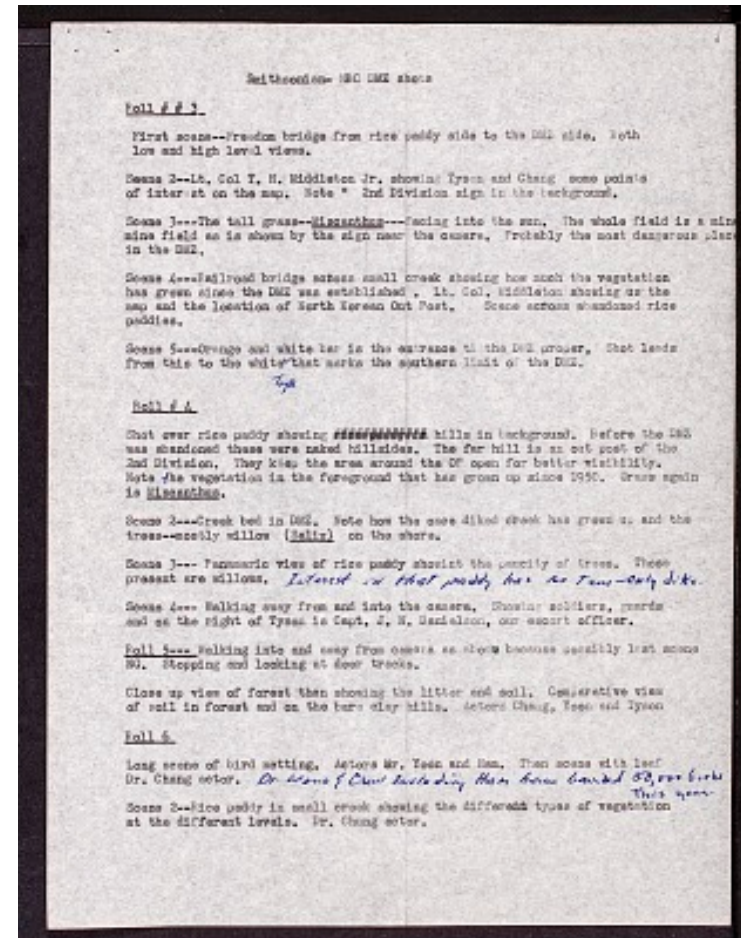 Smithsonian- NBC DMZ shots
Roll # # 3
First scene--Freedom bridge from rice paddy side to the DMZ side. Both
low and high level views.
Scene 2--Lt. Col T. H. Middleton Jr. showing Tyson and Chang some points
of interest on the map. Note " 2nd Division sign in the background.
Scene 3---The tall grass--Miscanthus---facing into the sun. The whole field is a mine
mine field as is shown by the sign near the camera. Probably the most dangerous place
in the DMZ.
Scene 4---Railroad bridge across small creek showing how much the vegetation
has grown since the DMZ was established . Lt. Col. Middleton showing us the
map and the location of North Korean Out Post. Scene across abandoned rice
paddies.
Scene 5---Orange and white bar is the entrance to the DMZ proper. Shot leads
from this to the white that marks the southern limit of the DMZ.
Roll # 4
Shot over rice paddy showing hills in background. Before the DMZ
was abandoned these were naked hillsides. The far hill is an out post of the
2nd Division. They keep the area around the OP open for better visibility.
Note the vegetation in the foreground that has grown up since 1950. Grass again
is Miscanthus.
Scene 2---Creek bed in DMZ. Note how the once diked creek has grown up and the
trees--mostly willow (Salix) on the shore.
Scene 3--- Panoramic view of rice paddy showint the paucity of trees. Those
present are willows. Interest is that paddy has no Trees-only dike.
Scene 4--- Walking away from and into the camera. Showing soldiers, guards
and on the right of Tyson is Capt. J. N. Danielson, our escort officer.
Roll 5--- Walking into and away from camera as above because possibly last scene
NG. Stopping and looking at deer tracks.
Close up view of forest then showing the litter and soil. Comparative view
of soil in forest and on the bare clay hills. Actors Chang, Yoon and Tyson
Roll 6
Long scene of bird netting. Actors Mr. Yoon and Han. Then scene with leaf
Dr. Chang actor. Dr Wons & Crew including Han have banded birds
This year
Scene 2--Rice paddy in small creek showing the different types of vegetation
at the different levels. Dr. Chang actor.